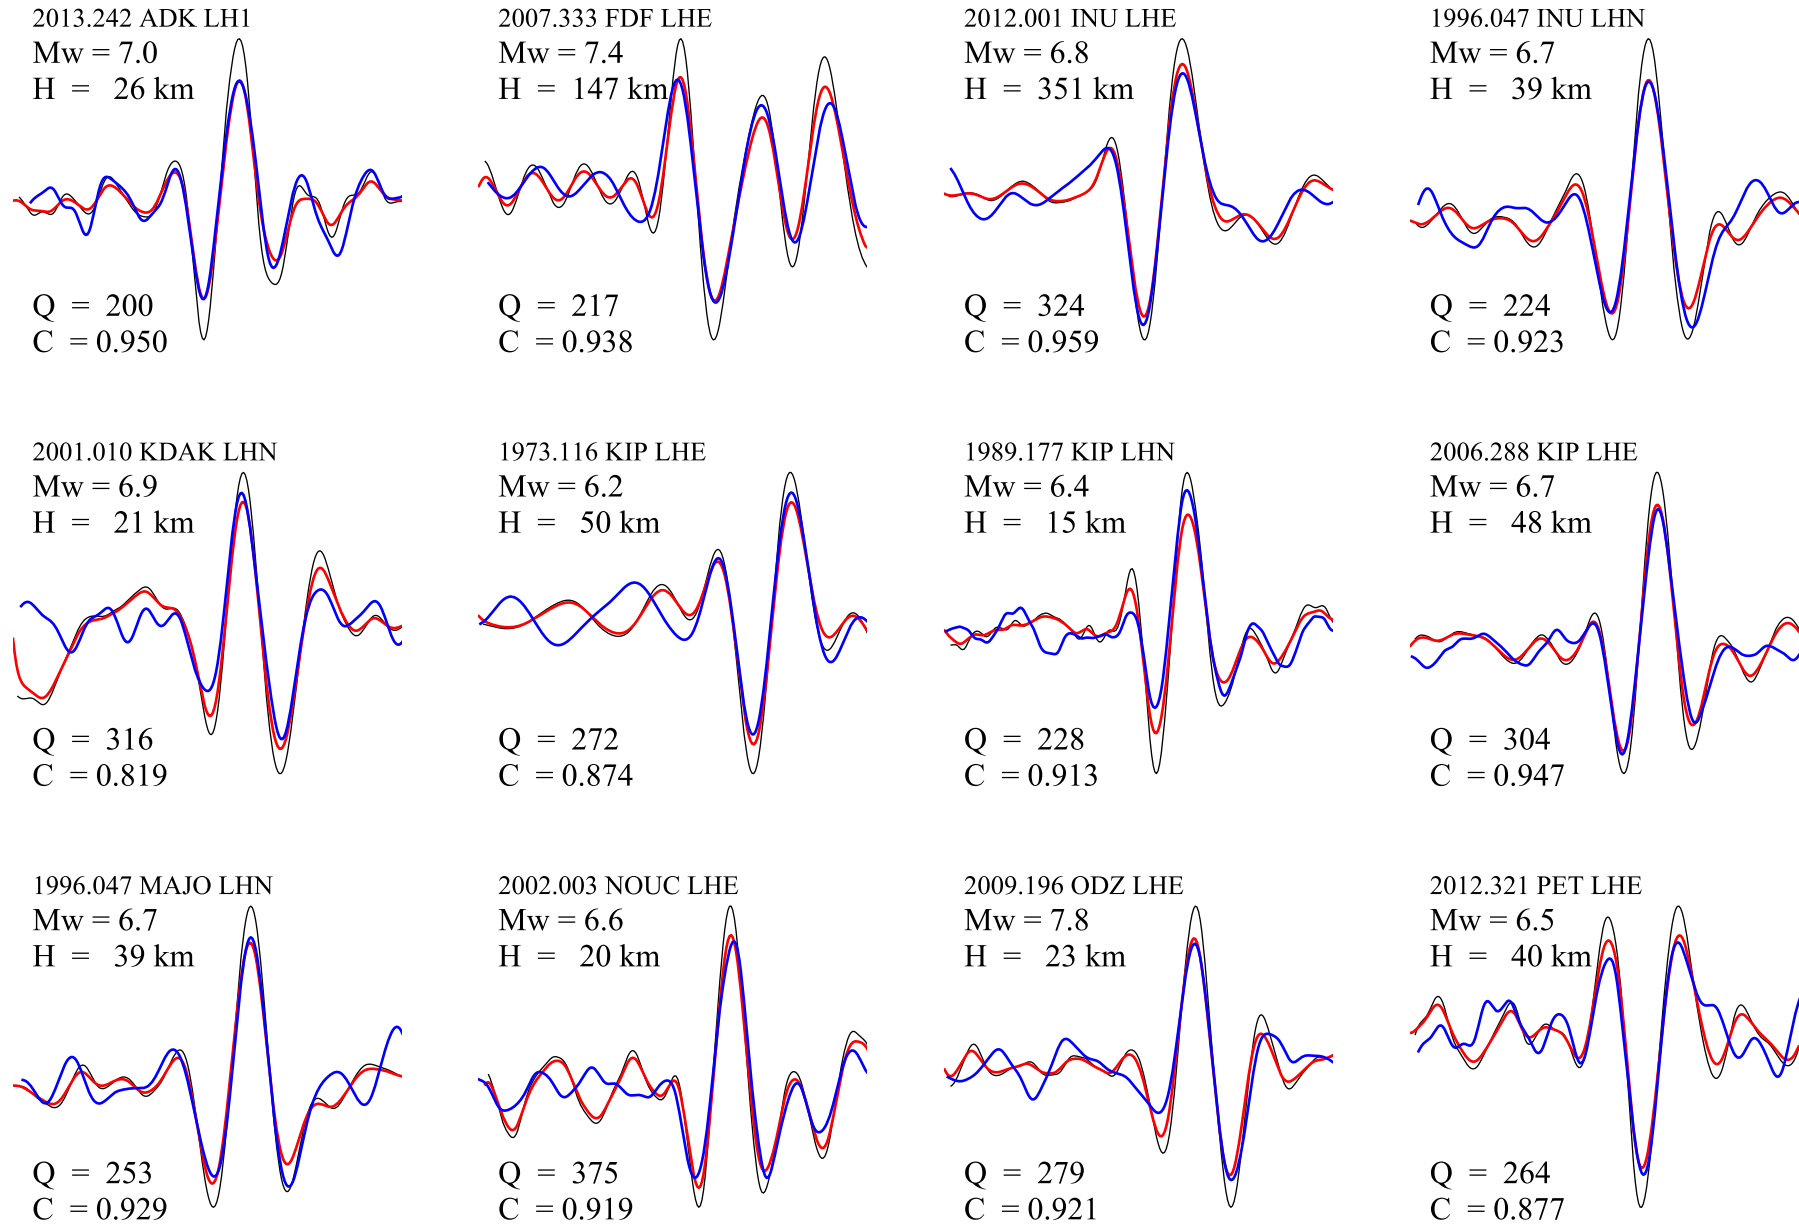 2013.242 ADK LH1
Mw = 7.0
H = 26 km
Q = 200
C = 0.950
2007.333 FDF LHE
Mw = 7.4
H = 147 km
Q = 217
C = 0.938
2012.001 INU LHE
Mw = 6.8
H = 351 km
Q = 324
C = 0.959
1996.047 INU LHN
Mw = 6.7
H = 39 km
Q = 224
C = 0.923
2001.010 KDAK LHN
Mw = 6.9
H = 21 km
Q = 316
C = 0.819
1973.116 KIP LHE
Mw = 6.2
H = 50 km
Q = 272
C = 0.874
1989.177 KIP LHN
Mw = 6.4
H = 15 km
Q = 228
C = 0.913
2006.288 KIP LHE
Mw = 6.7
H = 48 km
Q = 304
C = 0.947
1996.047 MAJO LHN
Mw = 6.7
H = 39 km
Q = 253
C = 0.929
2002.003 NOUC LHE
Mw = 6.6
H = 20 km
Q = 375
C = 0.919
2009.196 ODZ LHE
Mw = 7.8
H = 23 km
Q = 279
C = 0.921
2012.321 PET LHE
Mw = 6.5
H = 40 km
Q = 264
C = 0.877